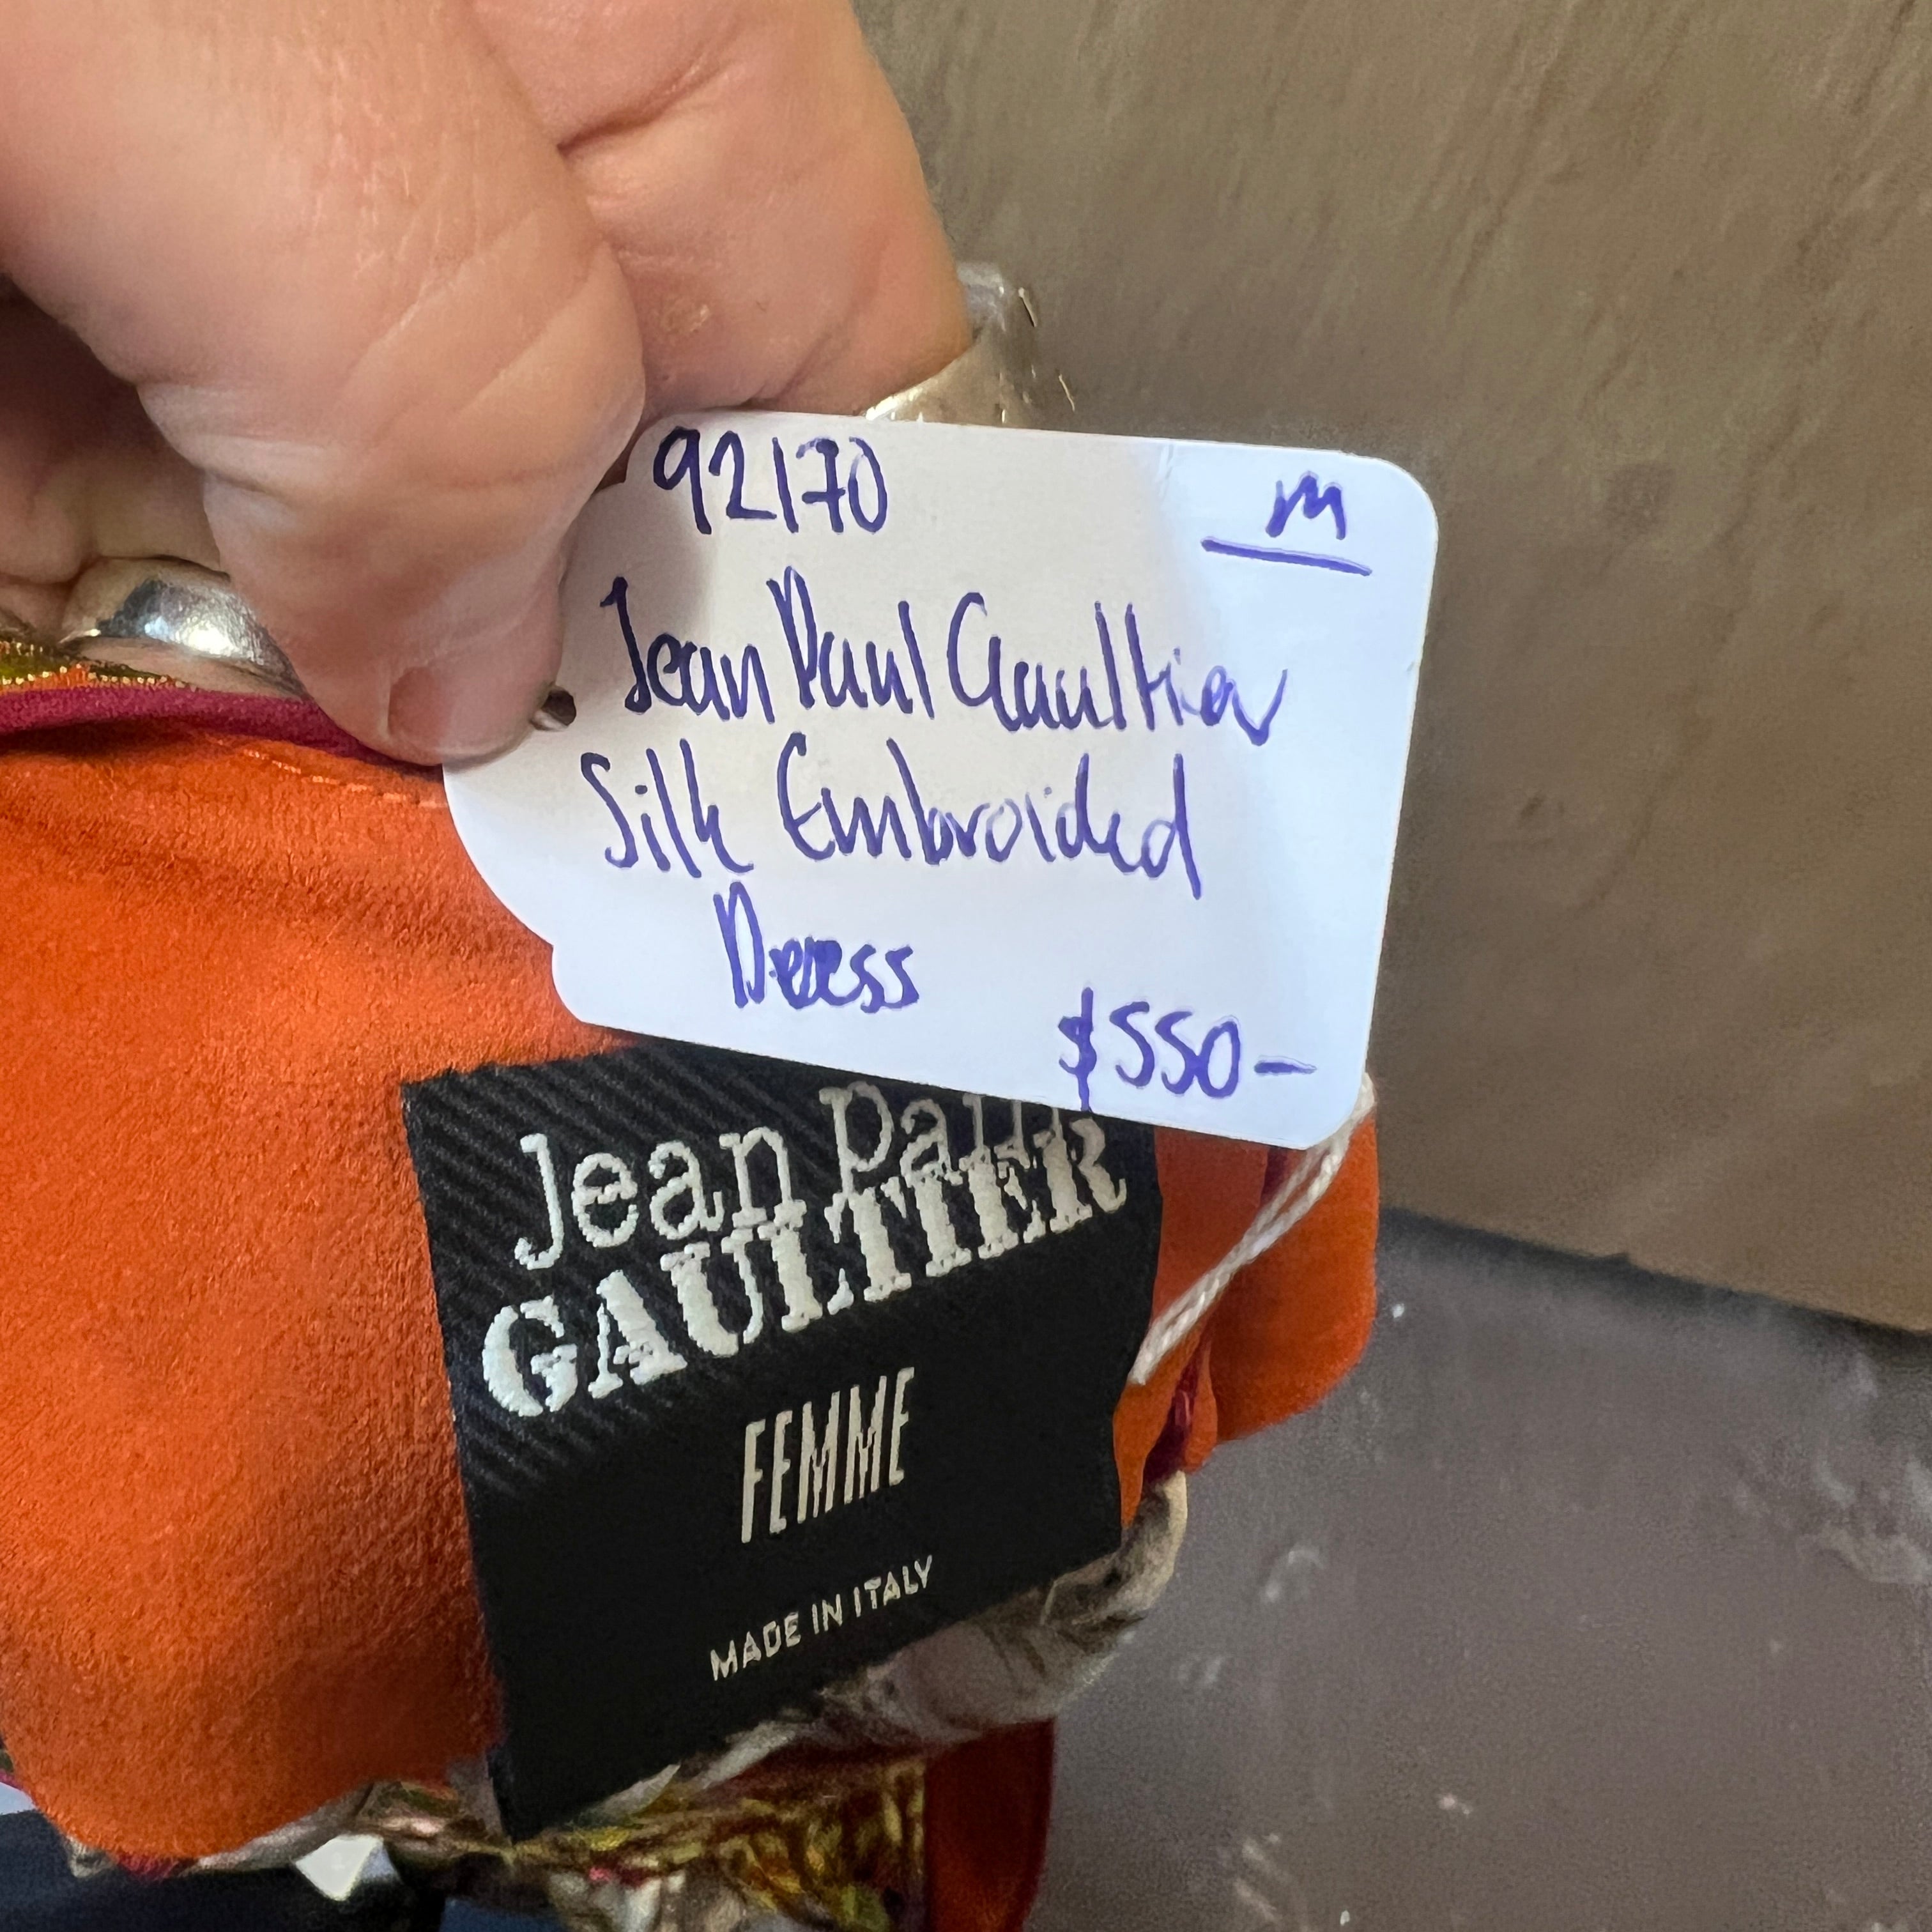 92170 M
Jean Paul Gaultier
Silk Embroided
Dress
$550-
Jean Paul
GAULTIER
FEMME
MADE IN ITALY